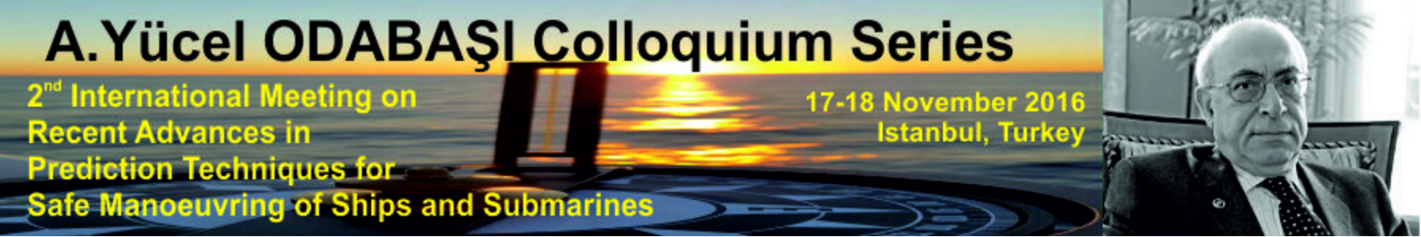 A.Yücel ODABAŞI Colloquium Series
2nd International Meeting on
Recent Advances in
Prediction Techniques for
Safe Manoeuvring of Ships and Submarines
17-18 November 2016
Istanbul, Turkey